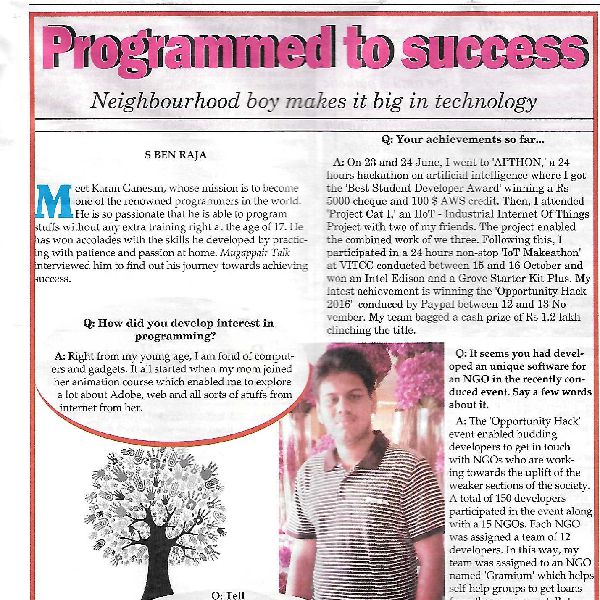 Programmed to success
Neighbourhood boy makes it big in technology
S BEN RAJA
Meet Karan Ganesan, whose mission is to become
one of the renowned programmers in the world.
He is so passionate that he is able to program
stuffs without any extra training right at the age of 17. He
has won accolades with the skills he developed by practic-
ing with patience and passion at home. Mugappair Talk
interviewed him to find out his journey towards achieving
success.
Q: How did you develop interest in
programming?
A: Right from my young age, I am fond of comput-
ers and gadgets. It all started when my mom joined
her animation course which enabled me to explore
a lot about Adobe, web and all sorts of stuffs from
internet from her.
Q: Tell
Q: Your achievements so far...
A: On 23 and 24 June, I went to 'AI THON,' a 24
hours hackathon on artificial intelligence where I got
the 'Best Student Developer Award' winning a Rs
5000 cheque and 100 $ AWS credit. Then, I attended
'Project Cat I,' an IIoT - Industrial Internet Of Things
Project with two of my friends. The project enabled
the combined work of we three. Following this, I
participated in a 24 hours non-stop 'IoT Makeathon'
at VITCC conducted between 15 and 16 October and
won an Intel Edison and a Grove Starter Kit Plus. My
latest achievement is winning the 'Opportunity Hack
2016' conduced by Paypal between 12 and 13 No-
vember. My team bagged a cash prize of Rs 1.2 lakh
clinching the title.
Q: It seems you had devel-
oped an unique software for
an NGO in the recently con-
duced event. Say a few words
about it.
A: The 'Opportunity Hack'
event enabled budding
developers to get in touch
with NGOs who are work-
ing towards the uplift of the
weaker sections of the society.
A total of 150 developers
participated in the event along
with a 15 NGOs. Each NGO
was assigned a team of 12
developers. In this way, my
team was assigned to an NGO
named 'Gramium' which helps
self help groups to get loans